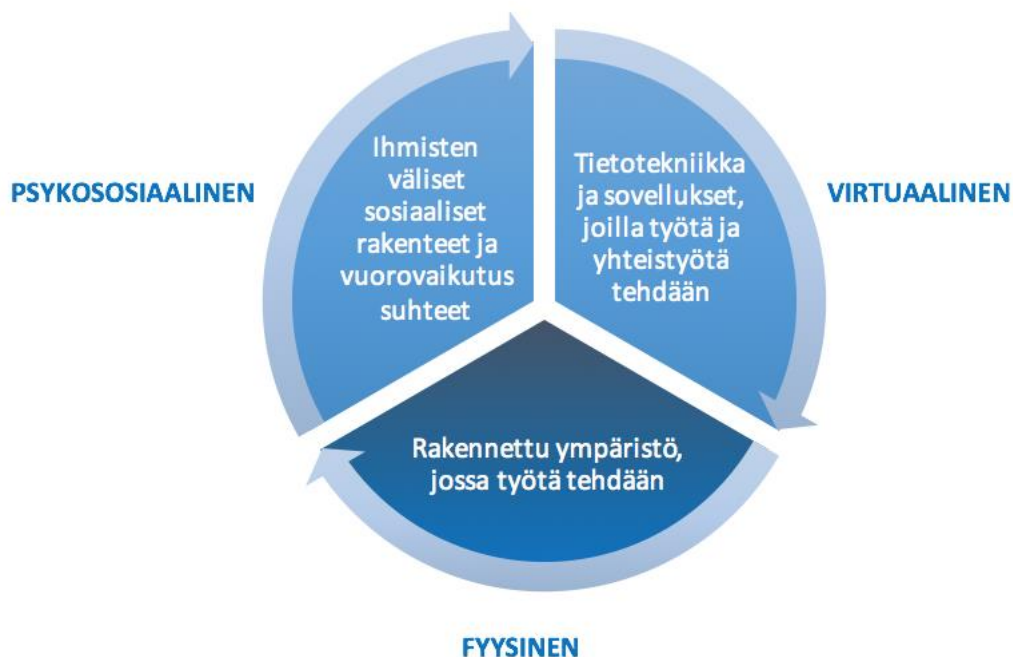 PSYKOSOSIAALINEN
Ihmisten
väliset
sosiaaliset
rakenteet ja
vuorovaikutus
suhteet
Tietotekniikka
ja sovellukset,
joilla työtä ja
yhteistyötä
tehdään
VIRTUAALINEN
Rakennettu ympäristö,
jossa työtä tehdään
FYYSINEN